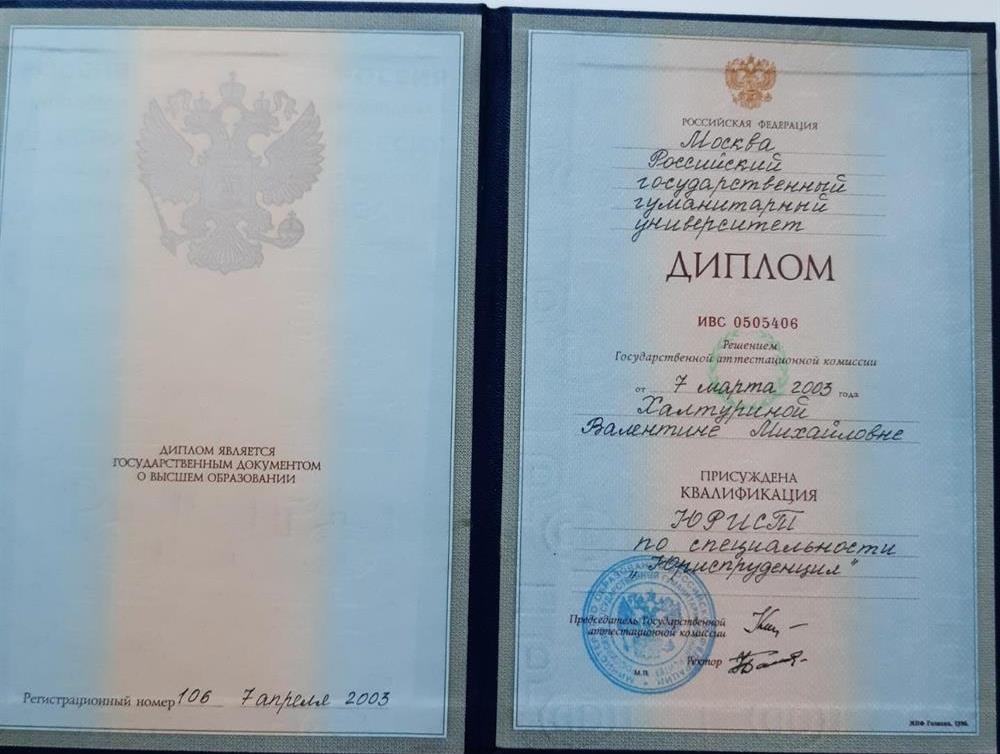 ДИПЛОМ ЯВЛЯЕТСЯ
ГОСУДАРСТВЕННЫМ ДОКУМЕНТОМ
О ВЫСШЕМ ОБРАЗОВАНИИ
Регистрационный номер 106 7 апреля 2003
РОССИЙСКАЯ ФЕДЕРАЦИЯ
Москва
Российский
государственный
гуманитарный
университет
ДИПЛОМ
ИВС 0505406
Решением
Государственной аттестационной комиссии
от 7 марта 2003 года
Халтуриной
Валентине Михайловне
ПРИСУЖДЕНА
КВАЛИФИКАЦИЯ
ЮРИСТ
по специальности
"Юриспруденция"
Председатель Государственной
аттестационной комиссии
Ректор
М.П.